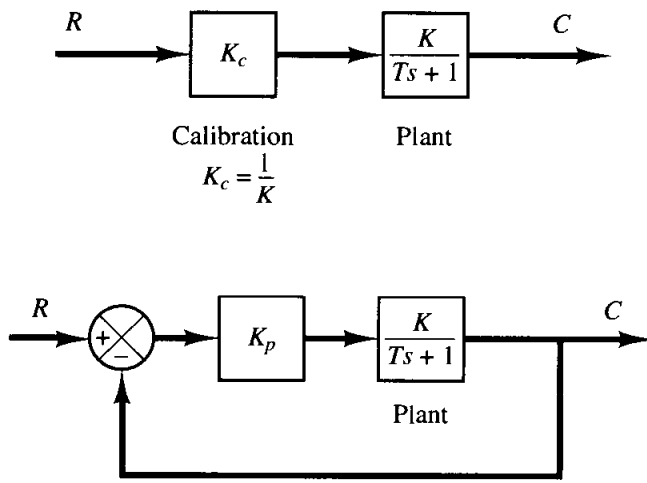 R
C
K_c
K
Ts + 1
Calibration
Plant
K_c = 1/K
R
C
+
−
K_p
K
Ts + 1
Plant